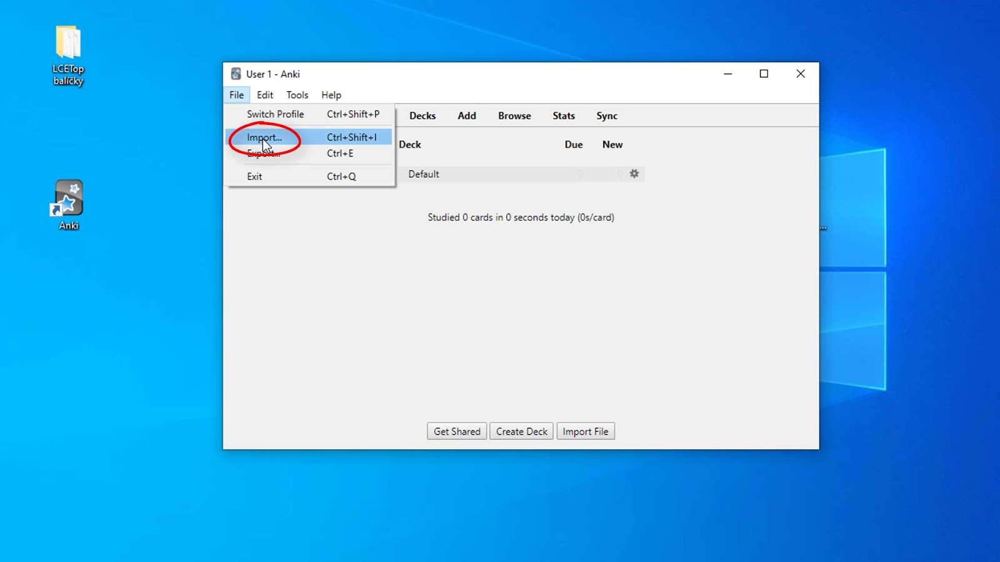 LCETop
balíčky
Anki
User 1 - Anki
File Edit Tools Help
Switch Profile Ctrl+Shift+P
Import... Ctrl+Shift+I
Export... Ctrl+E
Exit Ctrl+Q
Decks Add Browse Stats Sync
Deck Due New
Default 0 0
Studied 0 cards in 0 seconds today (0s/card)
...
Get Shared Create Deck Import File